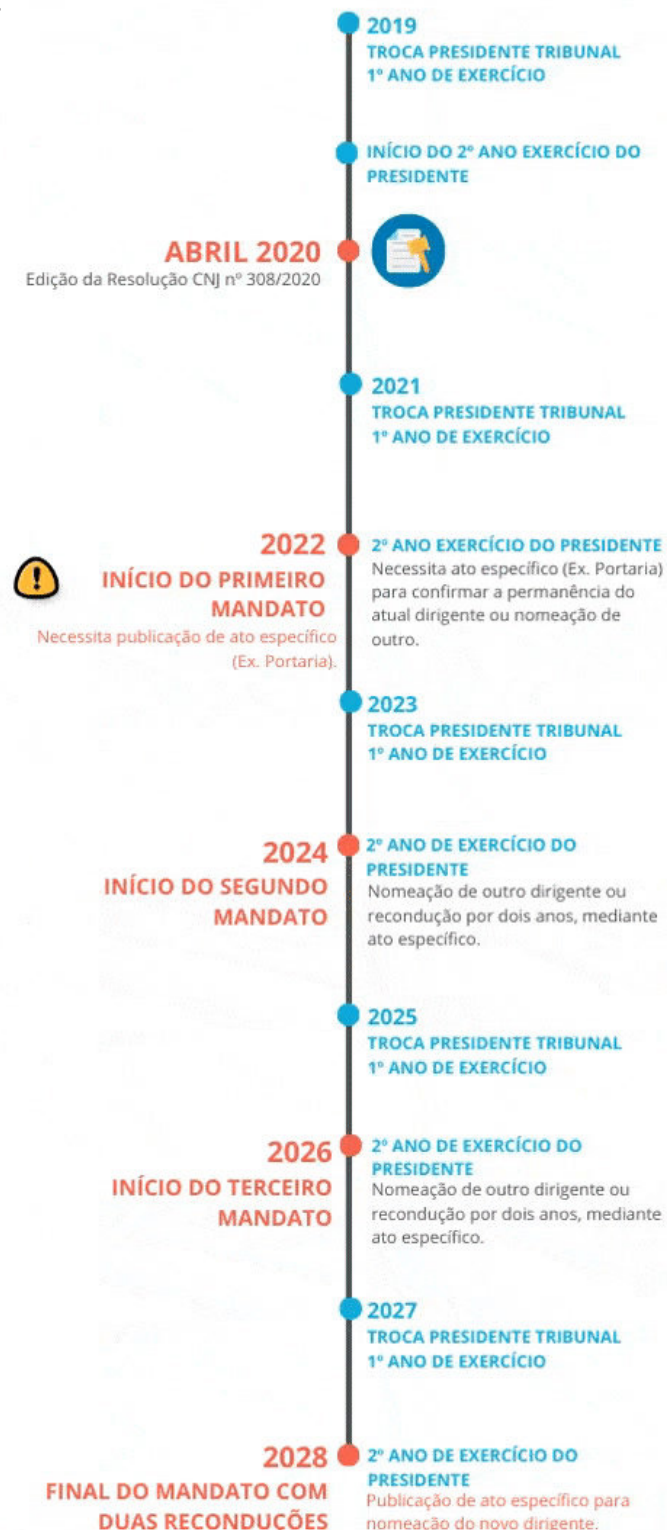 2019
TROCA PRESIDENTE TRIBUNAL
1º ANO DE EXERCÍCIO
INÍCIO DO 2º ANO EXERCÍCIO DO
PRESIDENTE
ABRIL 2020
Edição da Resolução CNJ nº 308/2020
2021
TROCA PRESIDENTE TRIBUNAL
1º ANO DE EXERCÍCIO
2022
INÍCIO DO PRIMEIRO
MANDATO
Necessita publicação de ato específico
(Ex. Portaria).
2º ANO EXERCÍCIO DO PRESIDENTE
Necessita ato específico (Ex. Portaria)
para confirmar a permanência do
atual dirigente ou nomeação de
outro.
2023
TROCA PRESIDENTE TRIBUNAL
1º ANO DE EXERCÍCIO
2024
INÍCIO DO SEGUNDO
MANDATO
2º ANO DE EXERCÍCIO DO
PRESIDENTE
Nomeação de outro dirigente ou
recondução por dois anos, mediante
ato específico.
2025
TROCA PRESIDENTE TRIBUNAL
1º ANO DE EXERCÍCIO
2026
INÍCIO DO TERCEIRO
MANDATO
2º ANO DE EXERCÍCIO DO
PRESIDENTE
Nomeação de outro dirigente ou
recondução por dois anos, mediante
ato específico.
2027
TROCA PRESIDENTE TRIBUNAL
1º ANO DE EXERCÍCIO
2028
FINAL DO MANDATO COM
DUAS RECONDUÇÕES
2º ANO DE EXERCÍCIO DO
PRESIDENTE
Publicação de ato específico para
nomeação do novo dirigente.